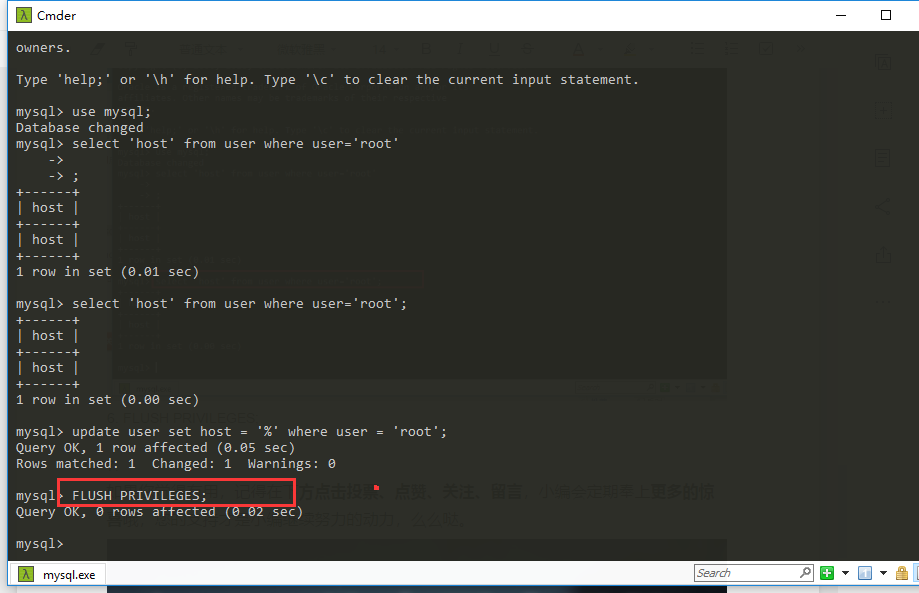 Cmder
owners.
Type 'help;' or '\h' for help. Type '\c' to clear the current input statement.
mysql> use mysql;
Database changed
mysql> select 'host' from user where user='root'
    ->
    -> ;
+------+
| host |
+------+
| host |
+------+
1 row in set (0.01 sec)
mysql> select 'host' from user where user='root';
+------+
| host |
+------+
| host |
+------+
1 row in set (0.00 sec)
mysql> update user set host = '%' where user = 'root';
Query OK, 1 row affected (0.05 sec)
Rows matched: 1  Changed: 1  Warnings: 0
mysql> FLUSH PRIVILEGES;
Query OK, 0 rows affected (0.02 sec)
mysql>
mysql.exe
Search